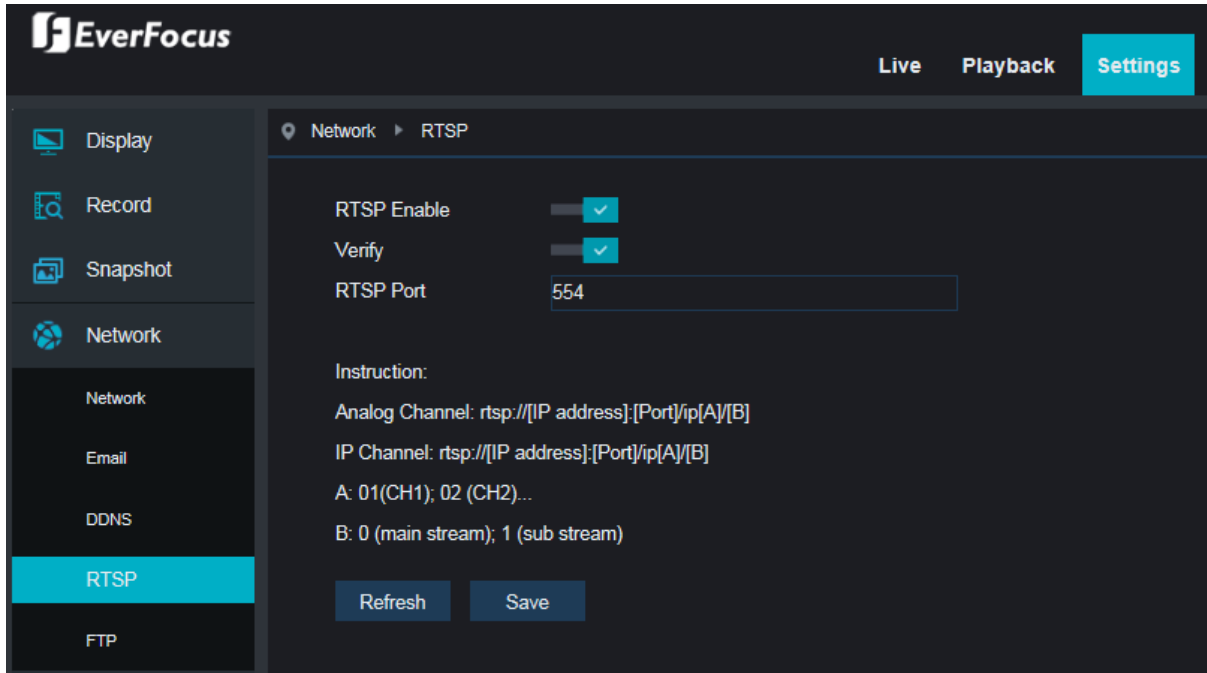 EverFocus
Live Playback Settings
Display
Record
Snapshot
Network
Network
Email
DDNS
RTSP
FTP
Network RTSP
RTSP Enable
Verify
RTSP Port 554
Instruction:
Analog Channel: rtsp://[IP address]:[Port]/ip[A]/[B]
IP Channel: rtsp://[IP address]:[Port]/ip[A]/[B]
A: 01(CH1); 02 (CH2)...
B: 0 (main stream); 1 (sub stream)
Refresh Save